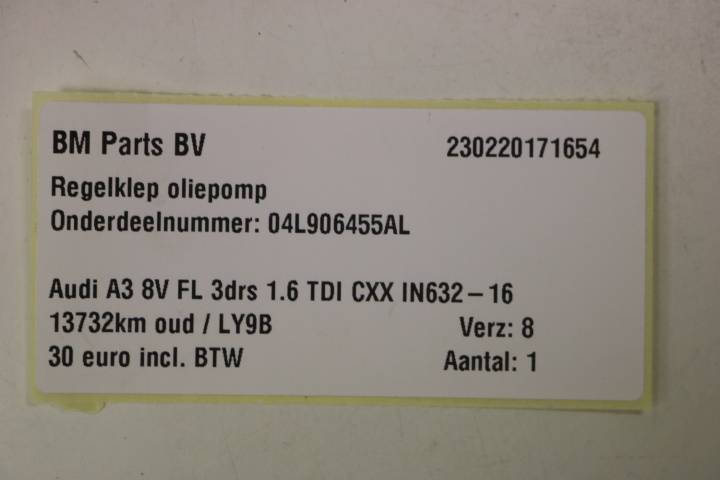 BM Parts BV 230220171654
Regelklep oliepomp
Onderdeelnummer: 04L906455AL
Audi A3 8V FL 3drs 1.6 TDI CXX IN632-16
13732km oud / LY9B Verz: 8
30 euro incl. BTW Aantal: 1